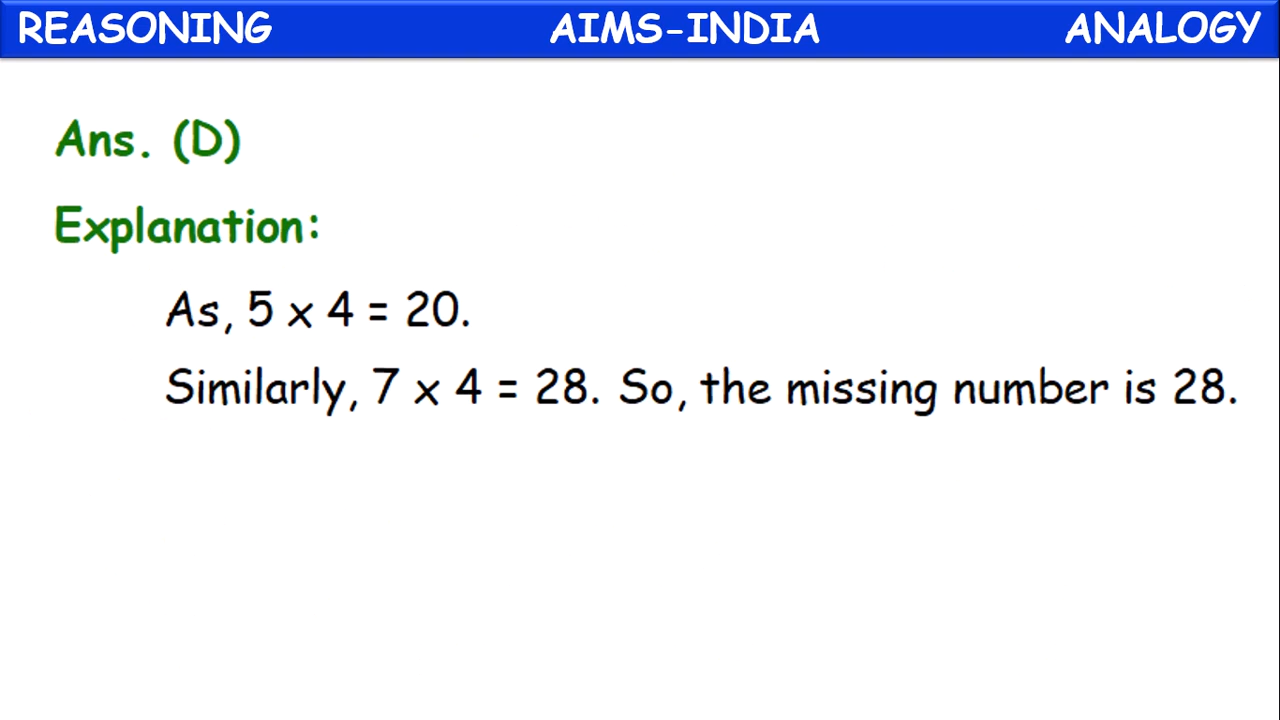 REASONING AIMS-INDIA ANALOGY
Ans. (D)
Explanation:
As, 5 x 4 = 20.
Similarly, 7 x 4 = 28. So, the missing number is 28.